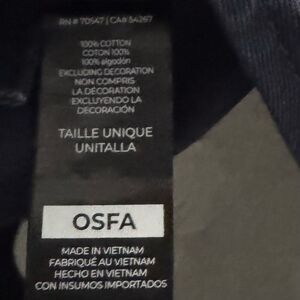 RN # 70547 | CA# 54267
100% COTTON
COTON 100%
100% algodón
EXCLUDING DECORATION
NON COMPRIS
LA DÉCORATION
EXCLUYENDO LA
DECORACIÓN
TAILLE UNIQUE
UNITALLA
OSFA
MADE IN VIETNAM
FABRIQUÉ AU VIETNAM
HECHO EN VIETNAM
CON INSUMOS IMPORTADOS